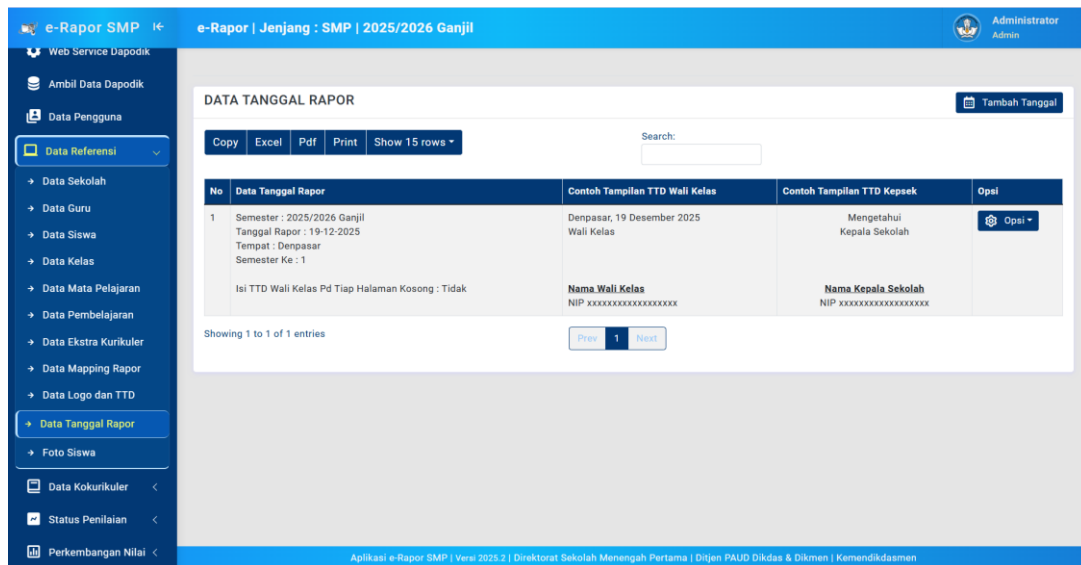 e-Rapor SMP
e-Rapor | Jenjang : SMP | 2025/2026 Ganjil
Administrator
Admin
Web Service Dapodik
Ambil Data Dapodik
Data Pengguna
Data Referensi
Data Sekolah
Data Guru
Data Siswa
Data Kelas
Data Mata Pelajaran
Data Pembelajaran
Data Ekstra Kurikuler
Data Mapping Rapor
Data Logo dan TTD
Data Tanggal Rapor
Foto Siswa
Data Kokurikuler
Status Penilaian
Perkembangan Nilai
DATA TANGGAL RAPOR
Tambah Tanggal
Copy Excel Pdf Print Show 15 rows
Search:
No Data Tanggal Rapor Contoh Tampilan TTD Wali Kelas Contoh Tampilan TTD Kepsek Opsi
1 Semester : 2025/2026 Ganjil Denpasar, 19 Desember 2025 Mengetahui Opsi
Tanggal Rapor : 19-12-2025 Wali Kelas Kepala Sekolah
Tempat : Denpasar
Semester Ke : 1
Isi TTD Wali Kelas Pd Tiap Halaman Kosong : Tidak Nama Wali Kelas Nama Kepala Sekolah
NIP xxxxxxxxxxxxxxxxxx NIP xxxxxxxxxxxxxxxxxx
Showing 1 to 1 of 1 entries
Prev 1 Next
Aplikasi e-Rapor SMP | Versi 2025.2 | Direktorat Sekolah Menengah Pertama | Ditjen PAUD Dikdas & Dikmen | Kemendikdasmen